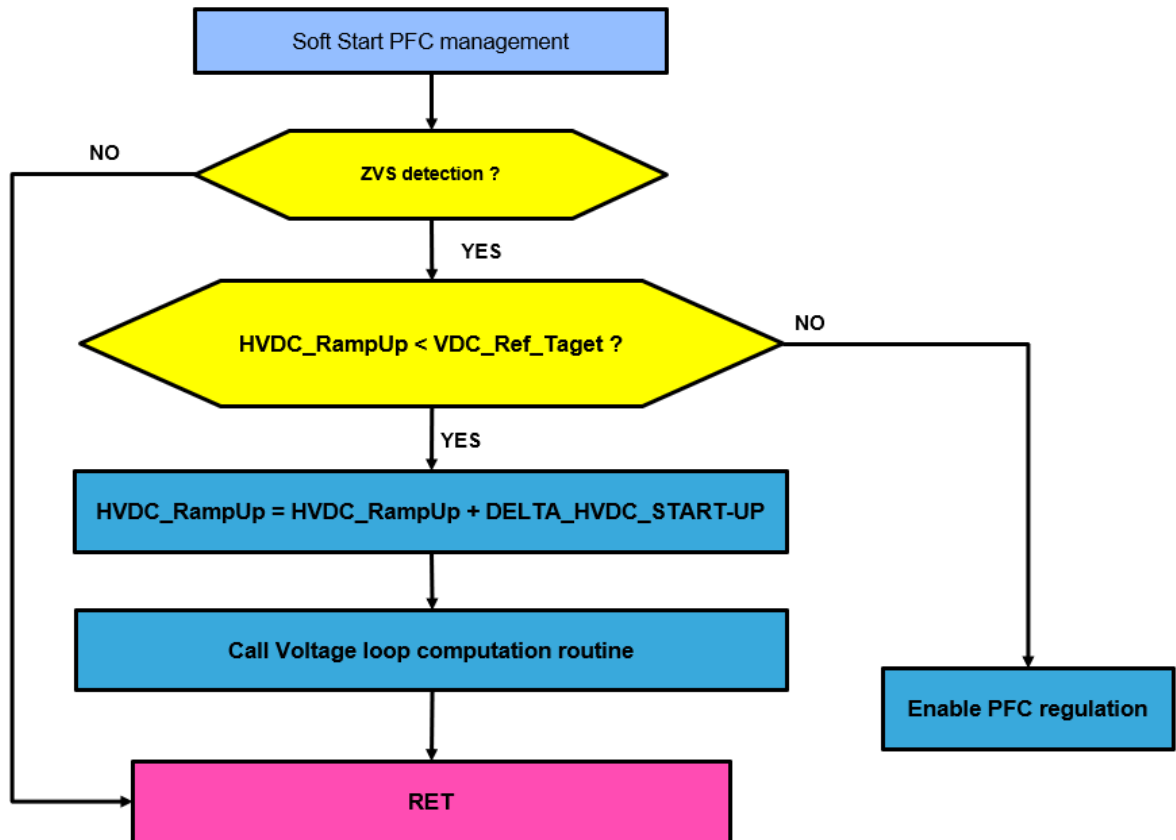 Soft Start PFC management
NO
ZVS detection ?
YES
HVDC_RampUp < VDC_Ref_Taget ?
NO
YES
HVDC_RampUp = HVDC_RampUp + DELTA_HVDC_START-UP
Call Voltage loop computation routine
Enable PFC regulation
RET